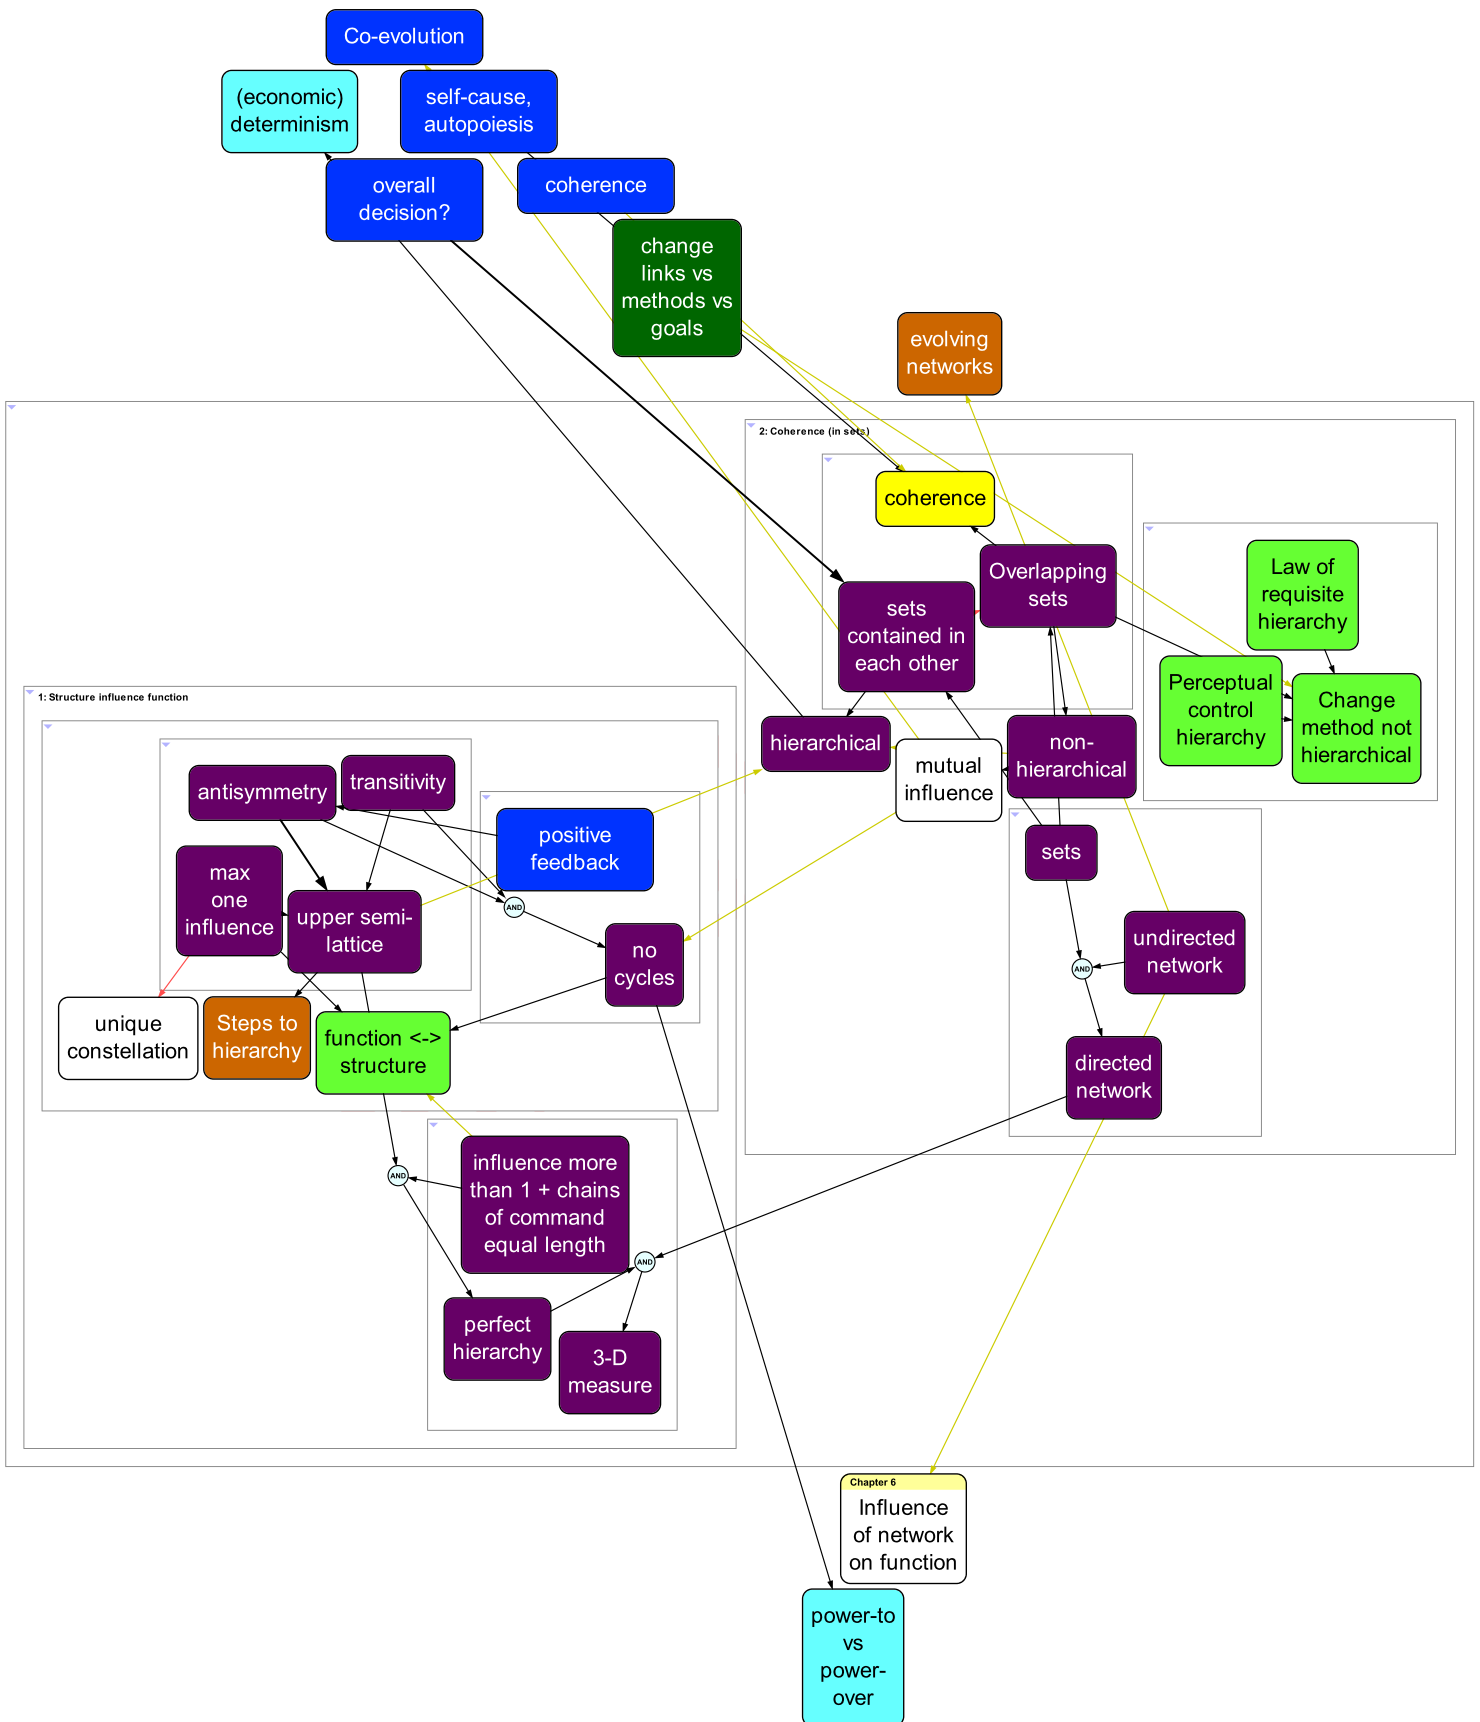 Co-evolution
(economic)
determinism
self-cause,
autopoiesis
overall
decision?
coherence
change
links vs
methods vs
goals
evolving
networks
2: Coherence (in sets)
coherence
Overlapping
sets
sets
contained in
each other
Law of
requisite
hierarchy
Perceptual
control
hierarchy
Change
method not
hierarchical
1: Structure influence function
hierarchical
mutual
influence
non-
hierarchical
antisymmetry
transitivity
positive
feedback
sets
max
one
influence
upper semi-
lattice
AND
no
cycles
undirected
network
AND
unique
constellation
Steps to
hierarchy
function <->
structure
directed
network
AND
influence more
than 1 + chains
of command
equal length
AND
perfect
hierarchy
3-D
measure
Chapter 6
Influence
of network
on function
power-to
vs
power-
over